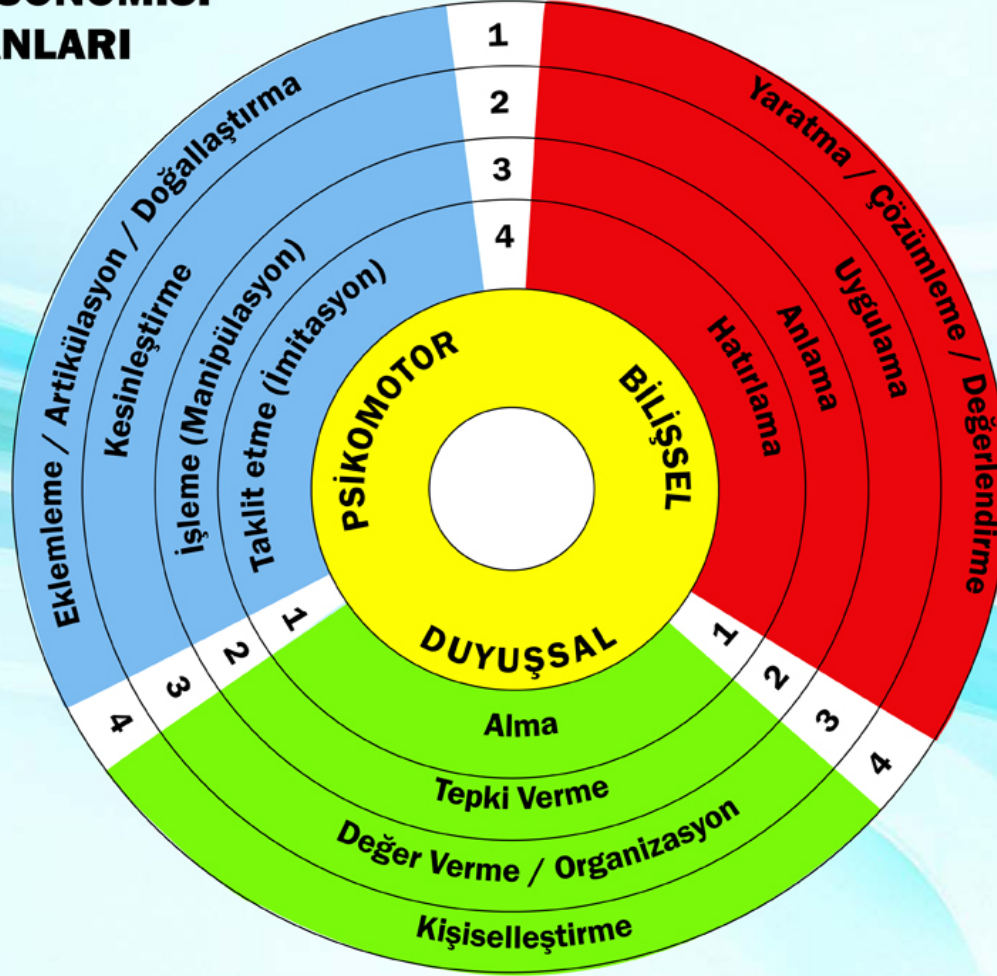 ANLARI
1
2
3
4
Eklemleme / Artikülasyon / Doğallaştırma
Kesinleştirme
İşleme (Manipülasyon)
Taklit etme (İmitasyon)
Yaratma / Çözümleme / Değerlendirme
Uygulama
Anlama
Hatırlama
PSİKOMOTOR
BİLİŞSEL
DUYUŞSAL
1
2
3
4
1
2
3
4
Alma
Tepki Verme
Değer Verme / Organizasyon
Kişiselleştirme